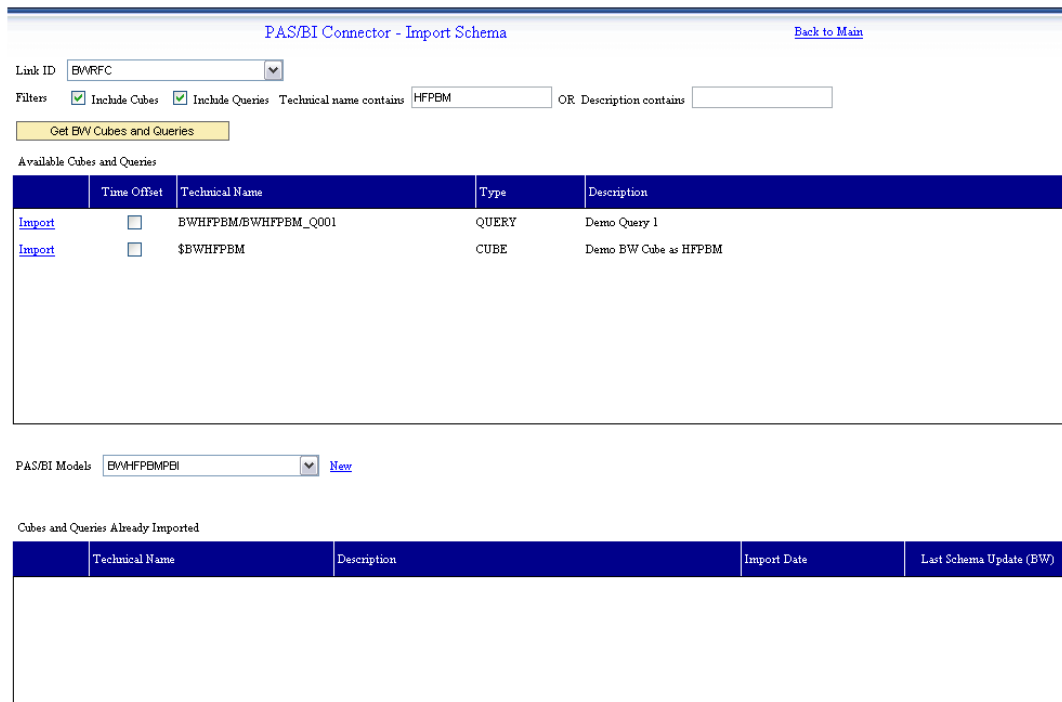 PAS/BI Connector - Import Schema Back to Main
Link ID BWRFC
Filters Include Cubes Include Queries Technical name contains HFPBM OR Description contains
Get BW Cubes and Queries
Available Cubes and Queries
Time Offset Technical Name Type Description
Import BWHFPBM/BWHFPBM_Q001 QUERY Demo Query 1
Import $BWHFPBM CUBE Demo BW Cube as HFPBM
PAS/BI Models BWHFPBMPBI New
Cubes and Queries Already Imported
Technical Name Description Import Date Last Schema Update (BW)